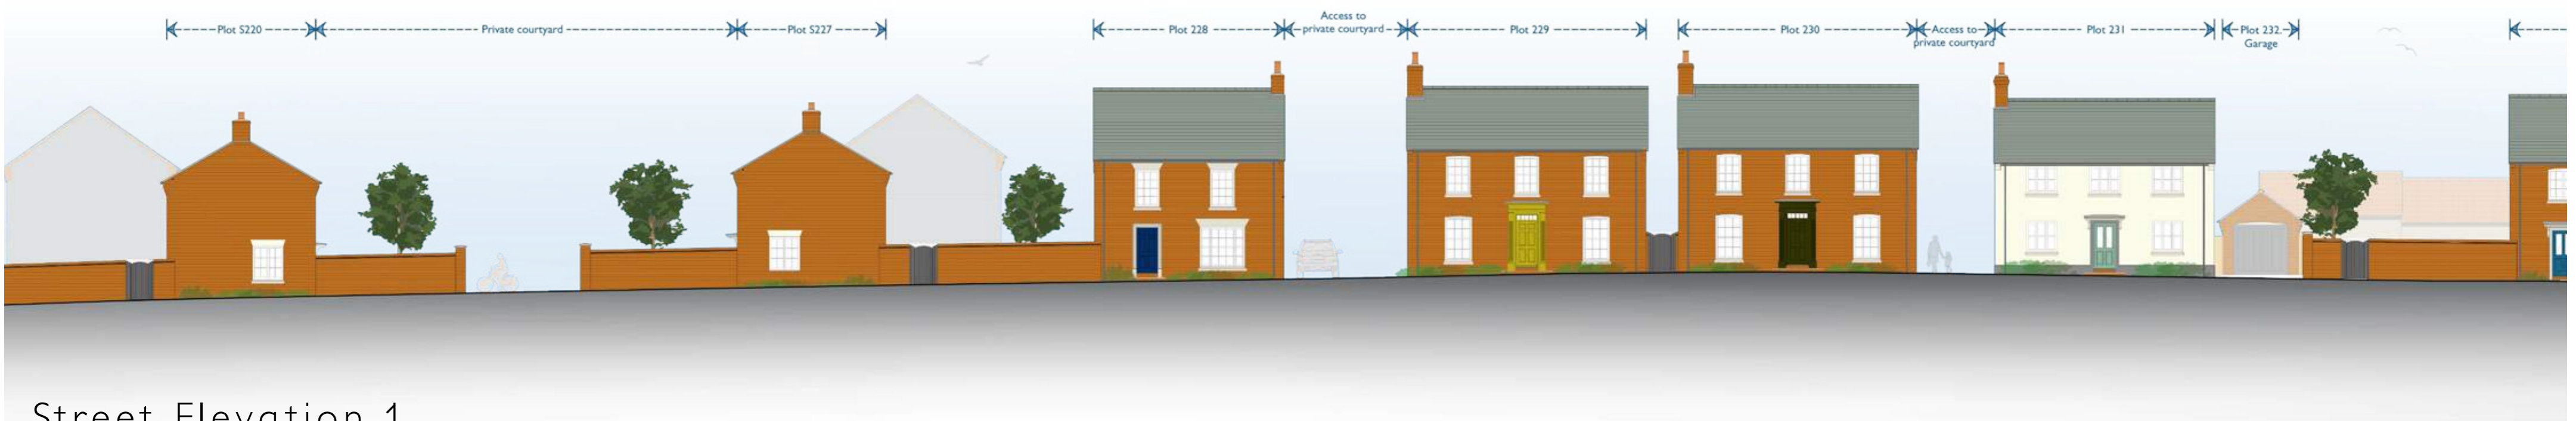 Plot S220
Private courtyard
Plot S227
Plot 228
Access to
private courtyard
Plot 229
Plot 230
Access to
private courtyard
Plot 231
Plot 232.
Garage
Street Elevation 1